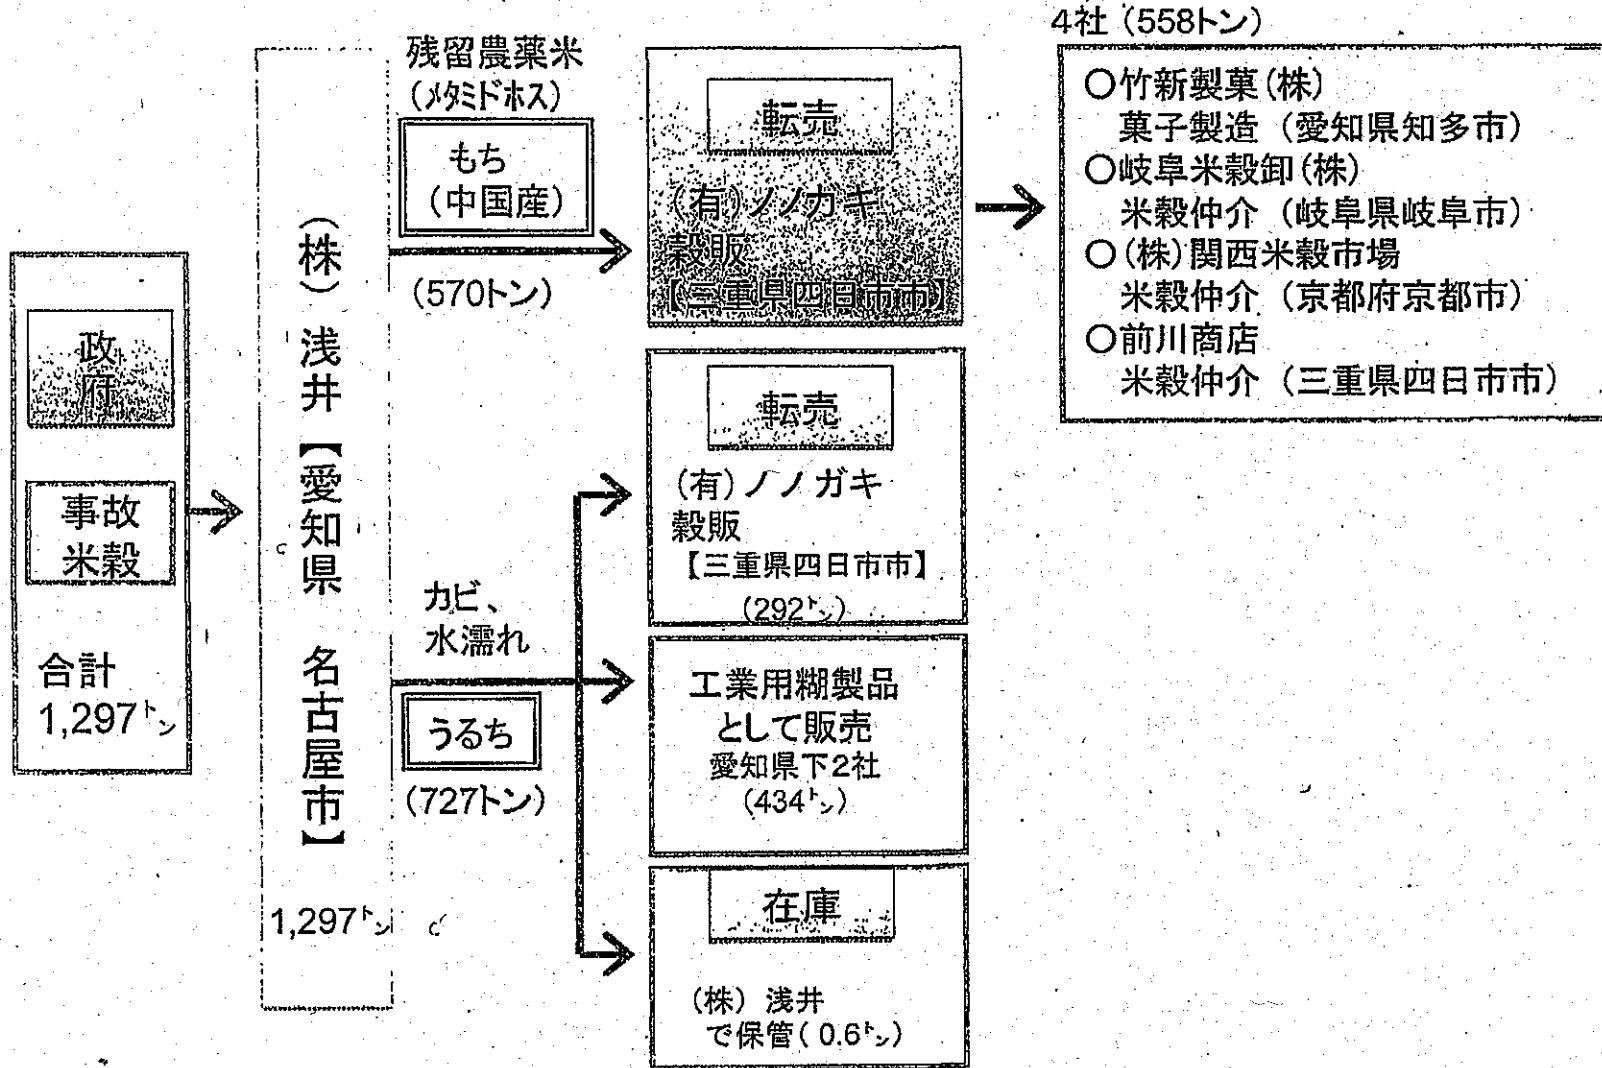 政
府
事故
米穀
合計
1,297トン
(株)浅井【愛知県 名古屋市】
1,297トン
残留農薬米
(メタミドホス)
もち
(中国産)
(570トン)
カビ、
水濡れ
うるち
(727トン)
転売
(有)ノノガキ
穀販
【三重県四日市市】
転売
(有)ノノガキ
穀販
【三重県四日市市】
(292トン)
工業用糊製品
として販売
愛知県下2社
(434トン)
在庫
(株)浅井
で保管(0.6トン)
4社(558トン)
○竹新製菓(株)
菓子製造(愛知県知多市)
○岐阜米穀卸(株)
米穀仲介(岐阜県岐阜市)
○(株)関西米穀市場
米穀仲介(京都府京都市)
○前川商店
米穀仲介(三重県四日市市)